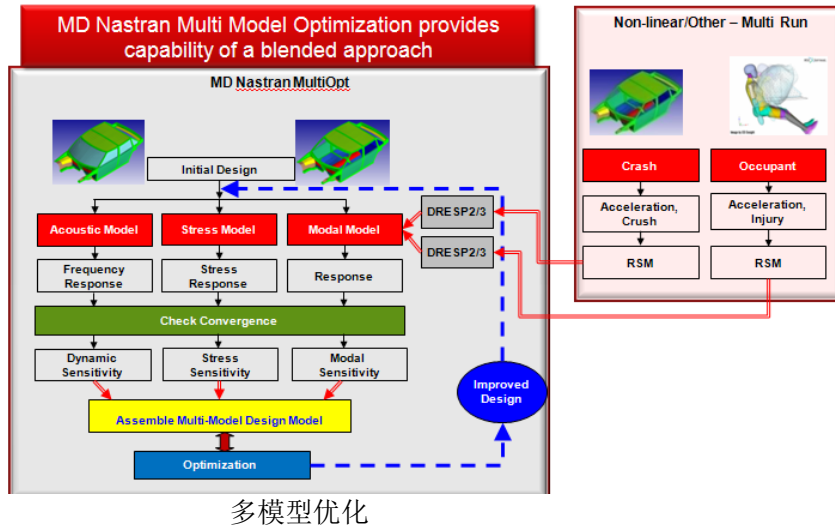 MD Nastran Multi Model Optimization provides
capability of a blended approach
MD Nastran MultiOpt
Initial Design
Acoustic Model
Stress Model
Modal Model
DRESP2/3
DRESP2/3
Frequency
Response
Stress
Response
Response
Check Convergence
Dynamic
Sensitivity
Stress
Sensitivity
Modal
Sensitivity
Improved
Design
Assemble Multi-Model Design Model
Optimization
Non-linear/Other – Multi Run
Crash
Occupant
Acceleration,
Crush
Acceleration,
Injury
RSM
RSM
多模型优化